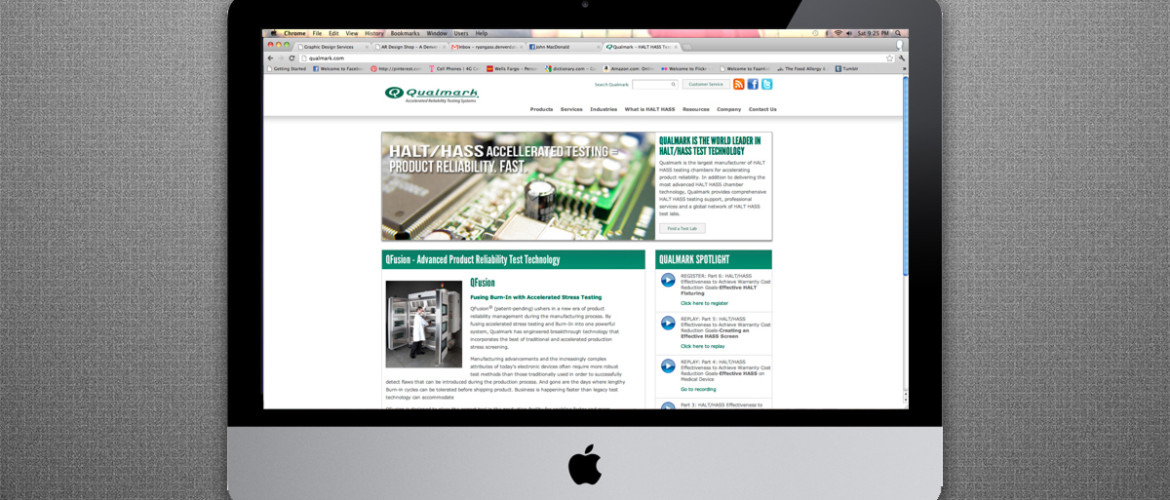 Chrome File Edit View History Bookmarks Window Users Help Sat 9:25 PM
Graphic Design Services AB Design Shop - A Denver John MacDonald Qualmark - HALT HASS Tes
qualmark.com
Getting Started Welcome to Facebo Cell Phones | 4G Wells Fargo dictionary.com Amazon.com: Online Welcome to Flickr Welcome to The Food Allergy Tumblr
Search Qualmark Customer Service
Qualmark
Accelerated Reliability Testing Systems
Products Services Industries What is HALT HASS Resources Company Contact Us
HALT/HASS ACCELLERATED TESTING =
PRODUCT RELIABILITY. FAST.
QUALMARK IS THE WORLD LEADER IN
HALT/HASS TEST TECHNOLOGY
Qualmark is the largest manufacturer of HALT
HASS testing chambers for accelerating
product reliability. In addition to delivering the
most advanced HALT HASS chamber
technology, Qualmark provides comprehensive
HALT HASS testing support, professional
services and a global network of HALT HASS
test labs.
Find a Test Lab
QFusion - Advanced Product Reliability Test Technology
QFusion
Fusing Burn-In with Accelerated Stress Testing
QFusion® (patent-pending) ushers in a new era of product
reliability management during the manufacturing process. By
fusing accelerated stress testing and Burn-In into one powerful
system, Qualmark has engineered breakthrough technology that
incorporates the best of traditional and accelerated production
stress screening.
Manufacturing advancements and the increasingly complex
attributes of today's electronic devices often require more robust
test methods than those traditionally used in order to successfully
detect flaws that can be introduced during the production process. And gone are the days where lengthy
Burn-in cycles can be tolerated before shipping product. Business is happening faster than legacy test
technology can accommodate
QUALMARK SPOTLIGHT
REGISTER: Part 6: HALT/HASS
Effectiveness to Achieve Warranty Cost
Reduction Goals-Effective HALT
Fixturing
Click here to register
REPLAY: Part 5: HALT/HASS
Effectiveness to Achieve Warranty Cost
Reduction Goals-Creating an
Effective HASS Screen
Click here to replay
REPLAY: Part 4: HALT/HASS
Effectiveness to Achieve Warranty Cost
Reduction Goals-Effective HASS on
Medical Device
Go to recording
Part 3: HALT/HASS Effectiveness to